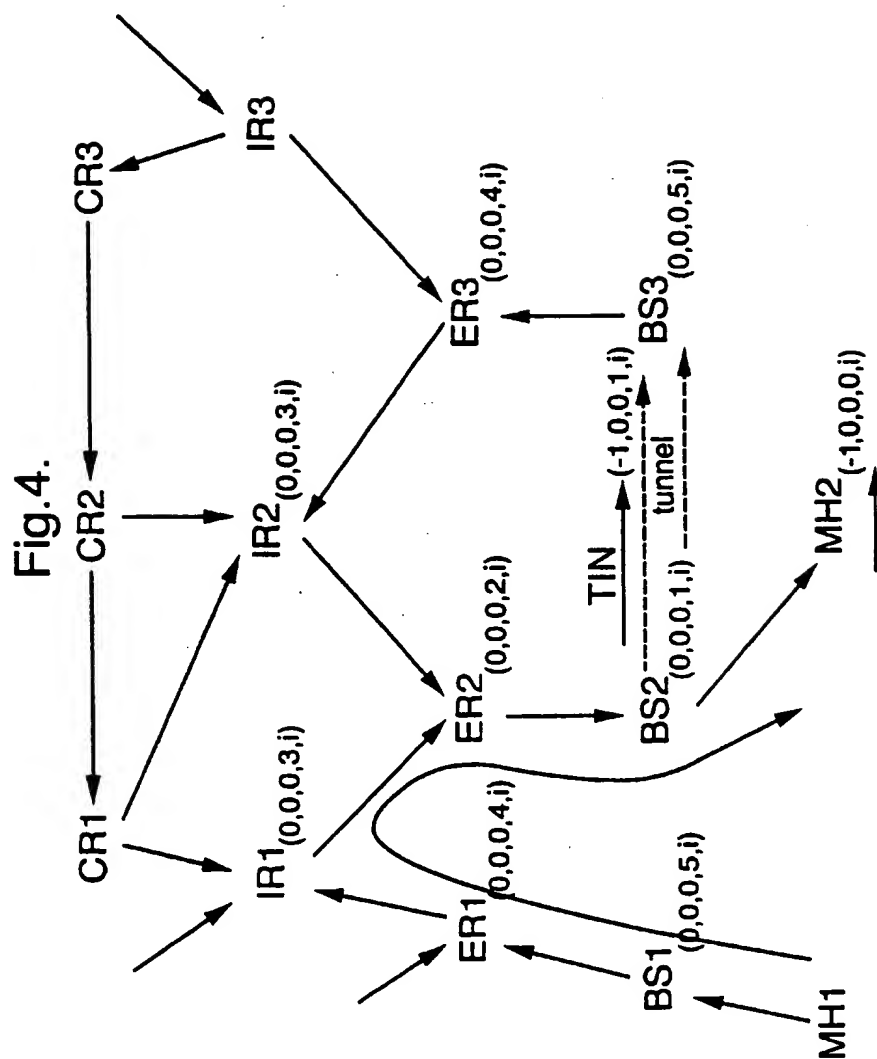 Fig.4.
CR1
CR2
CR3
IR1(0,0,0,3,i)
IR2(0,0,0,3,i)
IR3
ER1(0,0,0,4,i)
ER2(0,0,0,2,i)
ER3(0,0,0,4,i)
TIN
(-1,0,0,1,i)
tunnel
BS1(0,0,0,5,i)
BS2(0,0,0,1,i)
BS3(0,0,0,5,i)
MH1
MH2(-1,0,0,0,i)